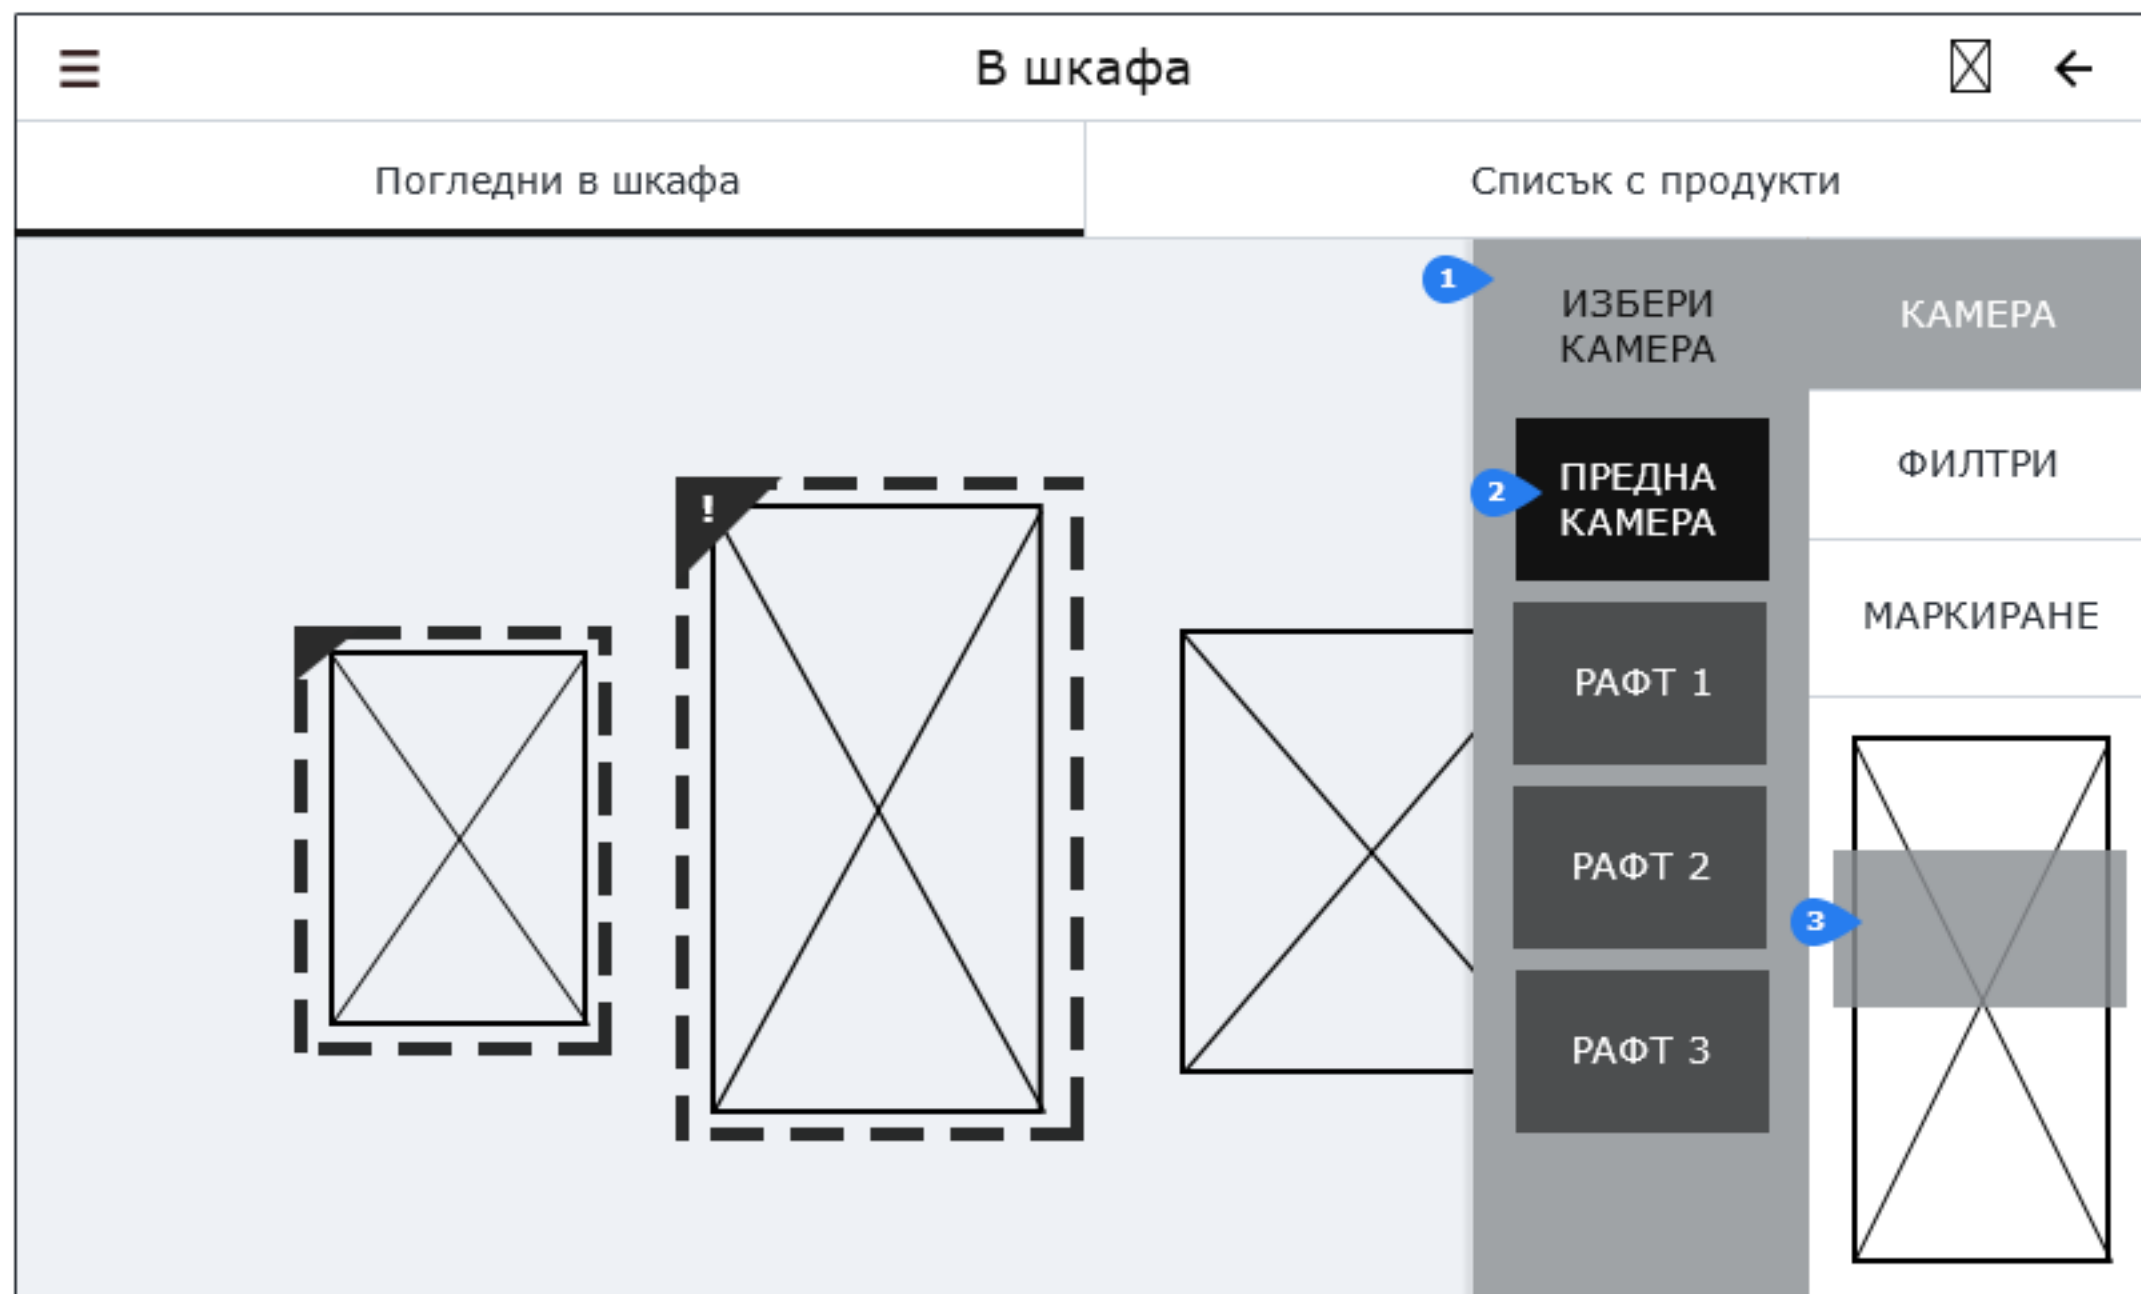 В шкафа
Погледни в шкафа
Списък с продукти
1
ИЗБЕРИ
КАМЕРА
КАМЕРА
2
ПРЕДНА
КАМЕРА
ФИЛТРИ
!
МАРКИРАНЕ
РАФТ 1
РАФТ 2
3
РАФТ 3